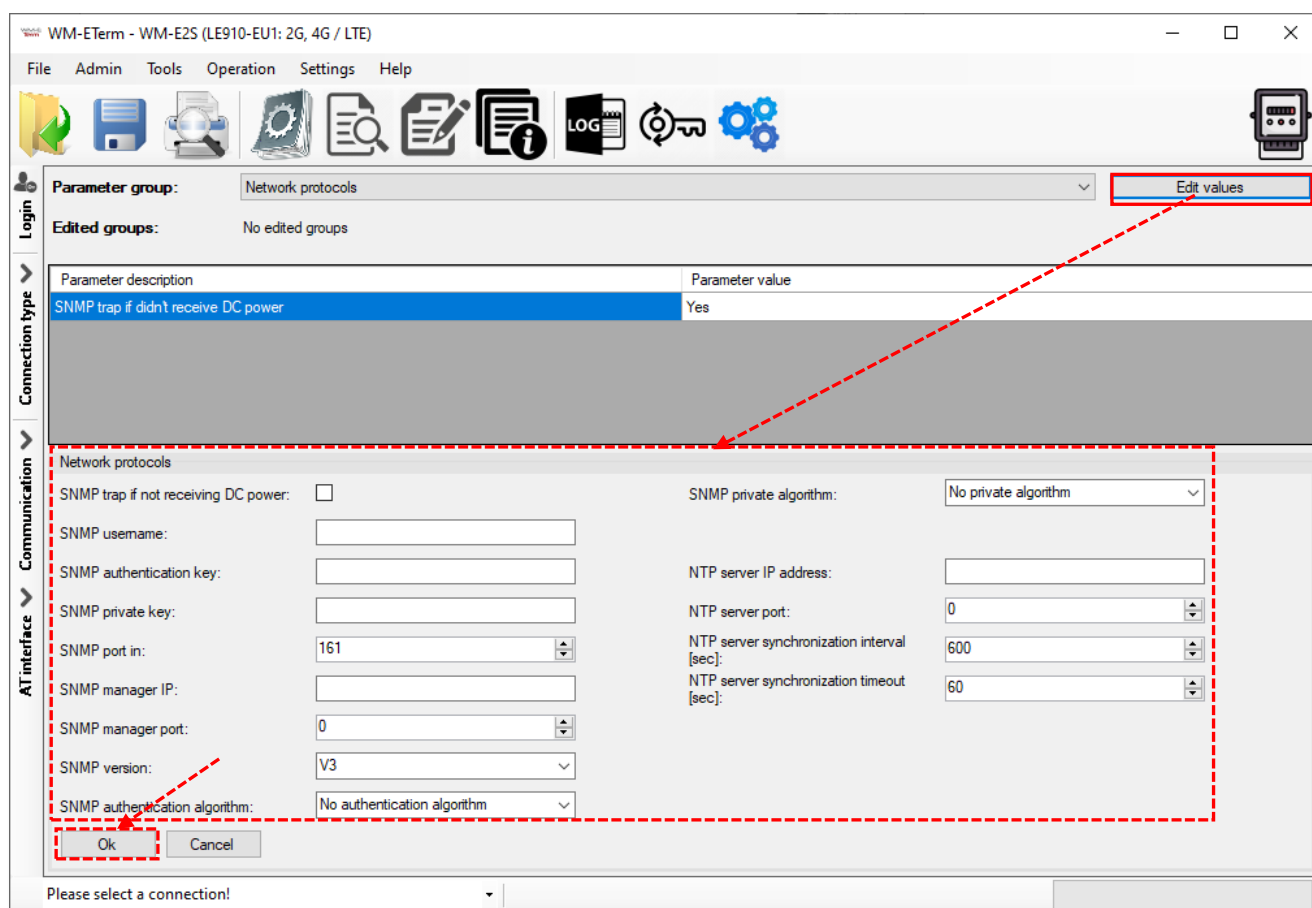 WM-ETerm - WM-E2S (LE910-EU1: 2G, 4G / LTE)
File Admin Tools Operation Settings Help
LOG
Login
Connection type
Communication
AT interface
Parameter group: Network protocols Edit values
Edited groups: No edited groups
Parameter description Parameter value
SNMP trap if didn't receive DC power Yes
Network protocols
SNMP trap if not receiving DC power: SNMP private algorithm: No private algorithm
SNMP username:
SNMP authentication key: NTP server IP address:
SNMP private key: NTP server port: 0
SNMP port in: 161 NTP server synchronization interval [sec]: 600
SNMP manager IP: NTP server synchronization timeout [sec]: 60
SNMP manager port: 0
SNMP version: V3
SNMP authentication algorithm: No authentication algorithm
Ok Cancel
Please select a connection!